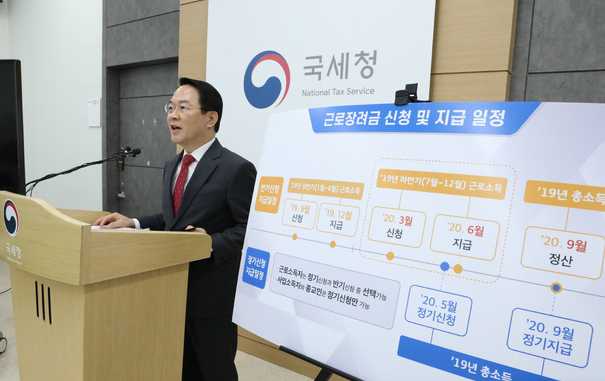 국세청
National Tax Service
국세청
근로장려금 신청 및 지급 일정
반기신청
지급일정
'19년 상반기(1월~6월) 근로소득
'19년 하반기(7월~12월) 근로소득
'19년 총소득
'19. 9월
신청
'19. 12월
지급
'20. 3월
신청
'20. 6월
지급
'20. 9월
정산
정기신청
지급일정
근로소득자는 정기신청과 반기신청 중 선택가능
사업소득자와 종교인은 정기신청만 가능
'20. 5월
정기신청
'20. 9월
정기지급
'19년 총소득